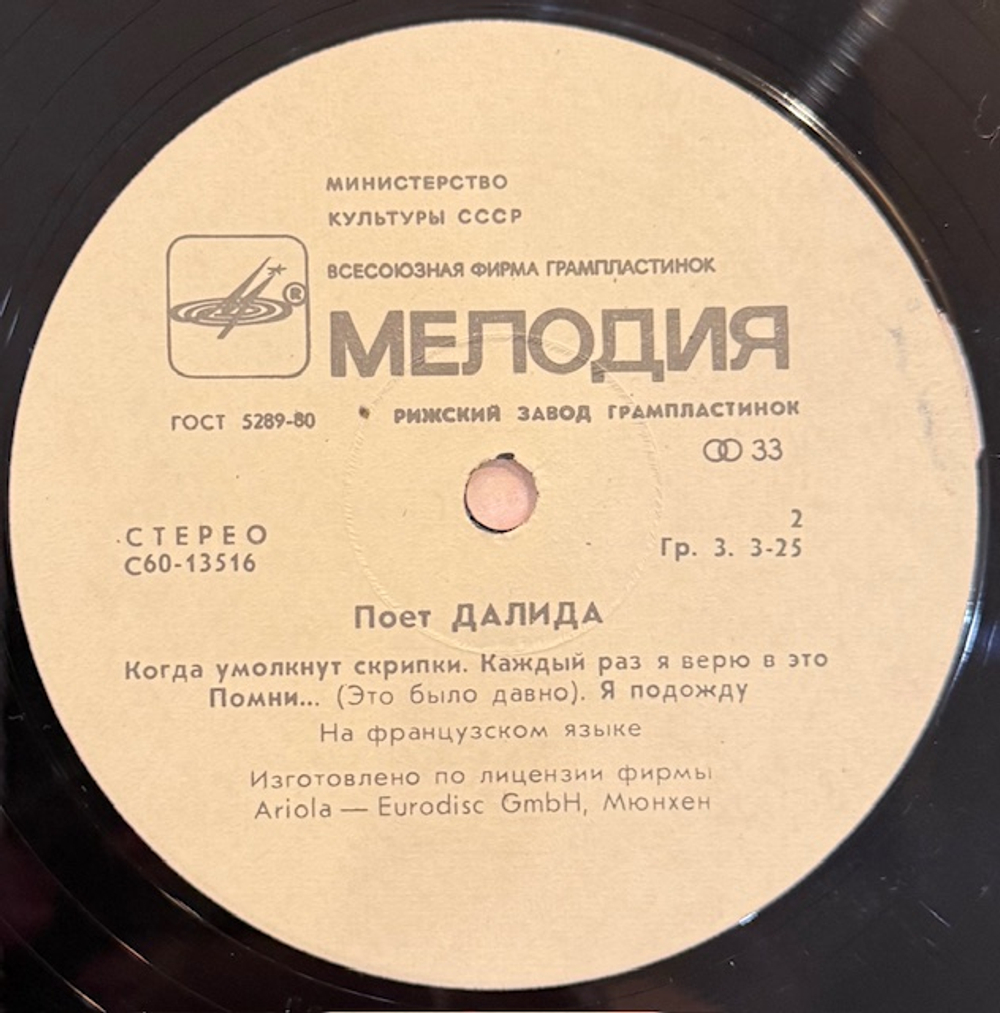 МИНИСТЕРСТВО
КУЛЬТУРЫ СССР
ВСЕСОЮЗНАЯ ФИРМА ГРАМПЛАСТИНОК
®
МЕЛОДИЯ
ГОСТ 5289-80
РИЖСКИЙ ЗАВОД ГРАМПЛАСТИНОК
33
СТЕРЕО
С60-13516
2
Гр. 3. 3-25
Поет ДАЛИДА
Когда умолкнут скрипки. Каждый раз я верю в это
Помни... (Это было давно). Я подожду
На французском языке
Изготовлено по лицензии фирмы
Ariola — Eurodisc GmbH, Мюнхен